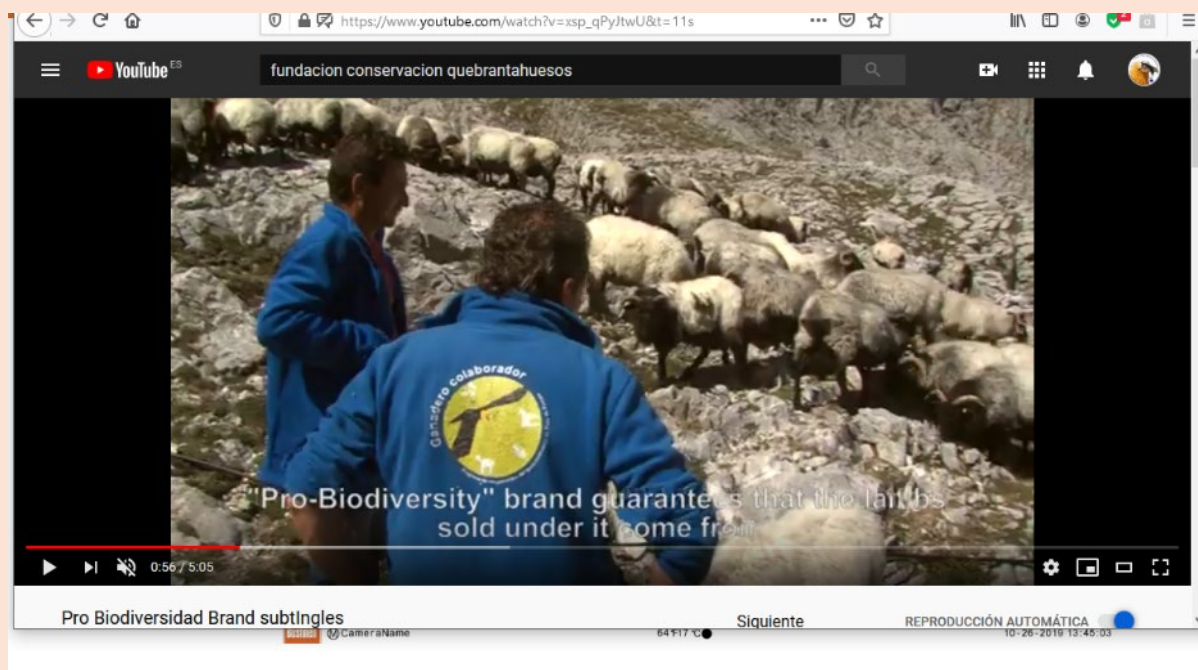 https://www.youtube.com/watch?v=xsp_qPyJtwU&t=11s
YouTube ES
fundacion conservacion quebrantahuesos
Ganadero colaborador
"Pro-Biodiversity" brand guarantees that the lambs
sold under it come from
0:56 / 5:05
Pro Biodiversidad Brand subtIngles
Siguiente
REPRODUCCIÓN AUTOMÁTICA
CameraName
64°F17°C
10-26-2019 13:45:03